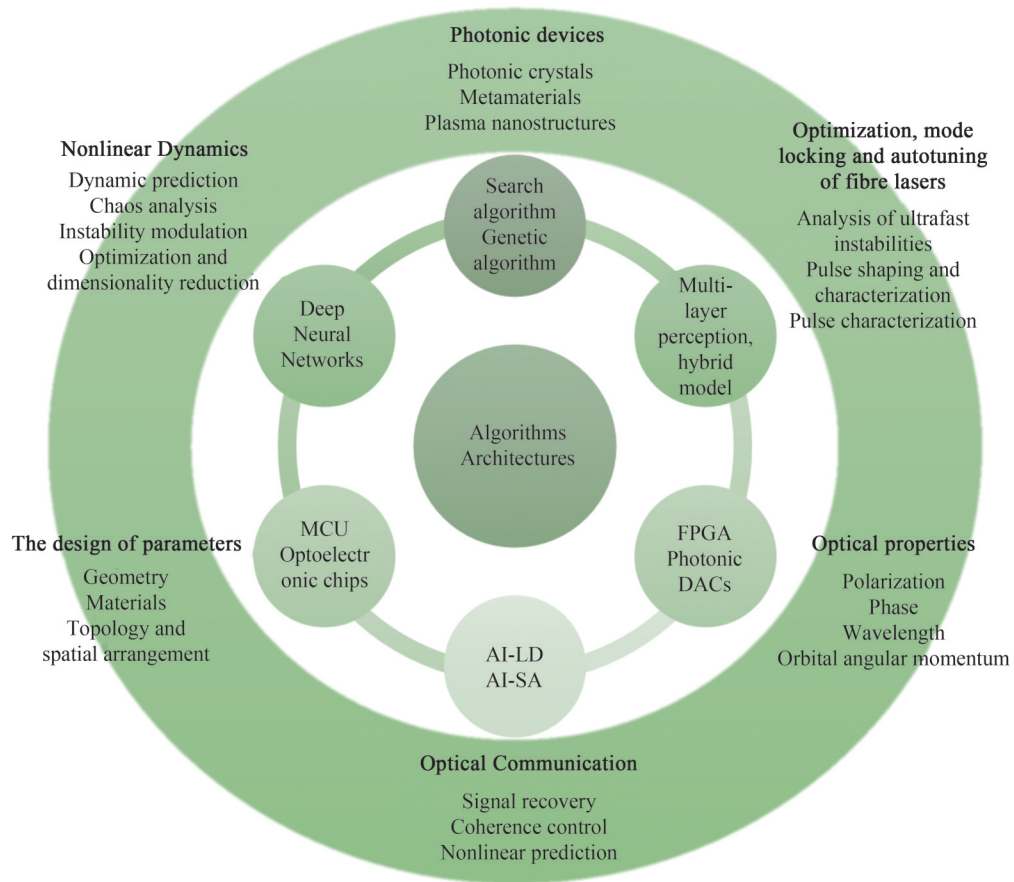 Photonic devices
Photonic crystals
Metamaterials
Plasma nanostructures
Nonlinear Dynamics
Dynamic prediction
Chaos analysis
Instability modulation
Optimization and
dimensionality reduction
Optimization, mode
locking and autotuning
of fibre lasers
Analysis of ultrafast
instabilities
Pulse shaping and
characterization
Pulse characterization
Search
algorithm
Genetic
algorithm
Deep
Neural
Networks
Multi-
layer
perception,
hybrid
model
Algorithms
Architectures
MCU
Optoelectr
onic chips
FPGA
Photonic
DACs
AI-LD
AI-SA
The design of parameters
Geometry
Materials
Topology and
spatial arrangement
Optical properties
Polarization
Phase
Wavelength
Orbital angular momentum
Optical Communication
Signal recovery
Coherence control
Nonlinear prediction